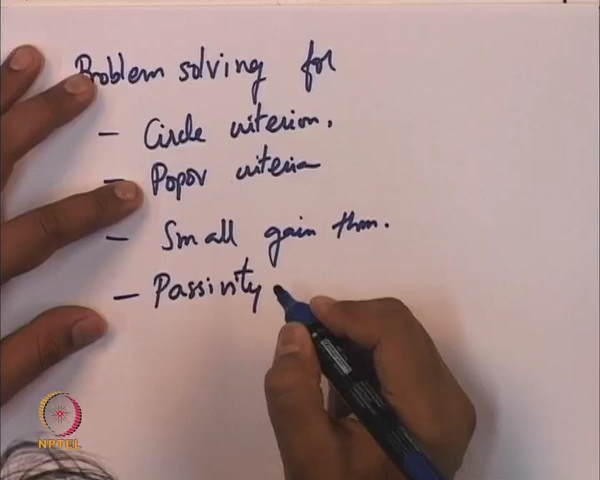 Problem solving for
- Circle criterion.
- Popov criteria
- Small gain thm.
- Passivity
NPTEL